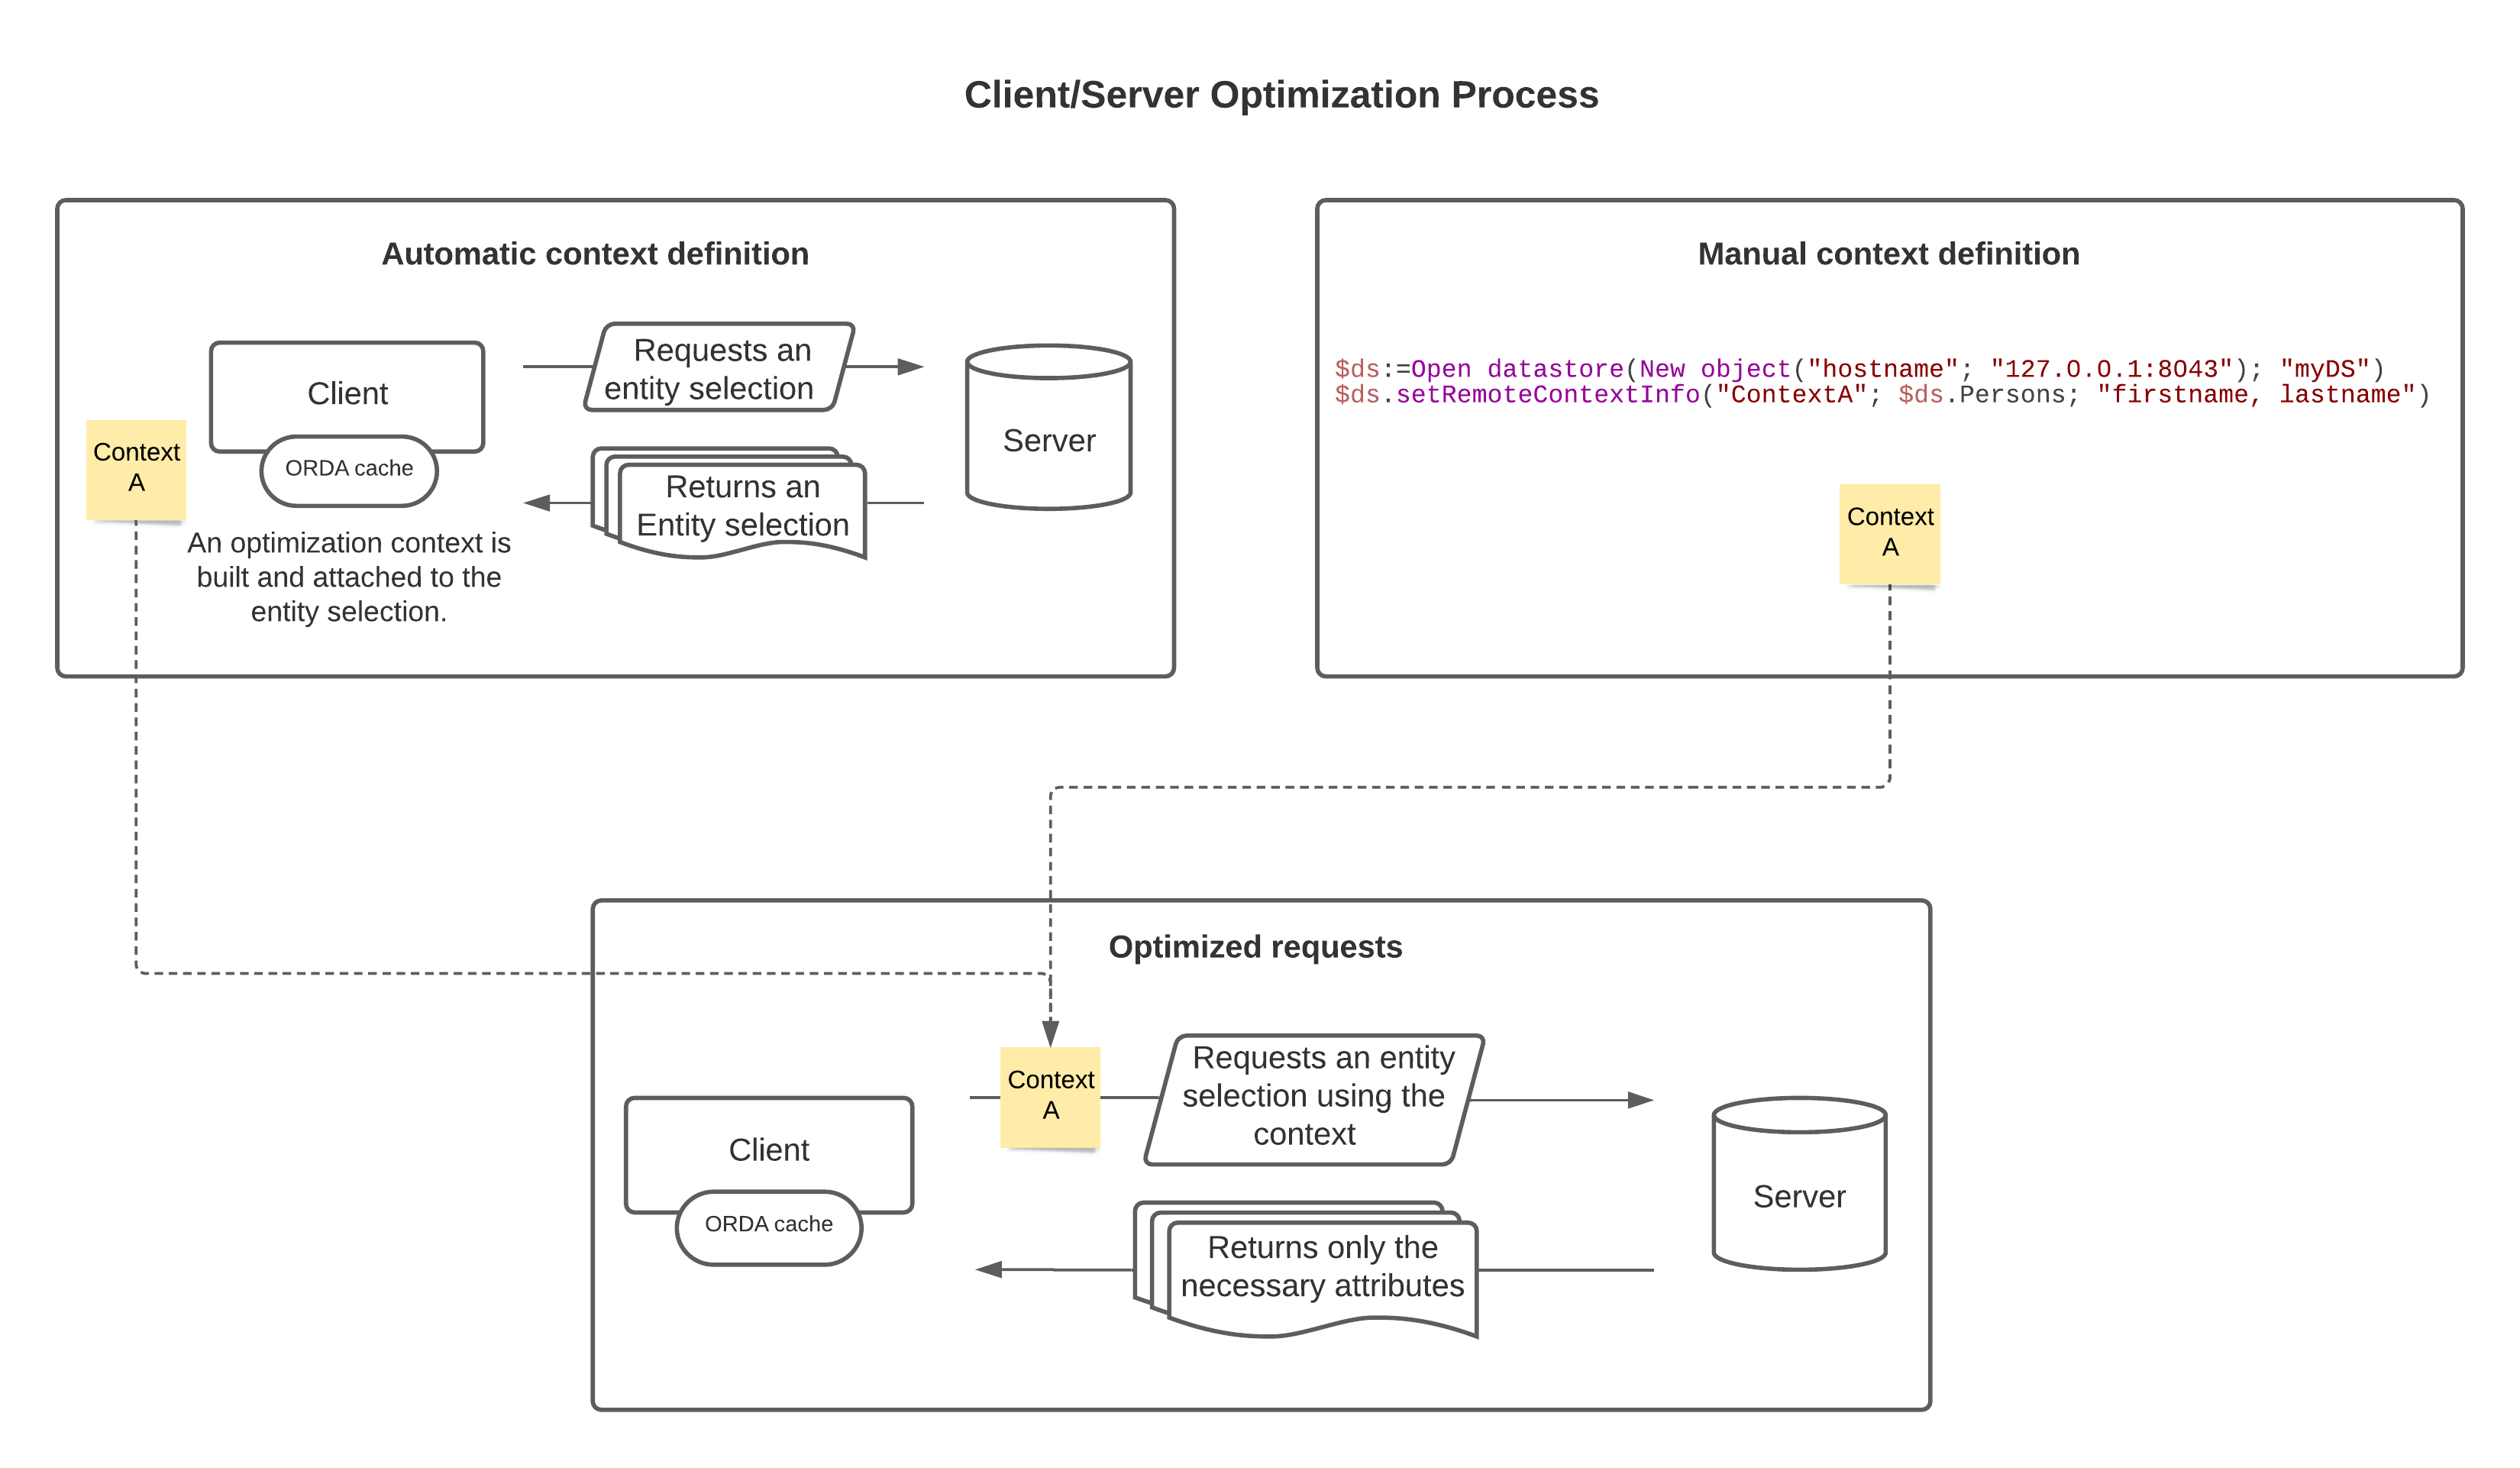 Client/Server Optimization Process
Automatic context definition
Requests an
entity selection
Client
ORDA cache
Context
A
Server
Returns an
Entity selection
An optimization context is
built and attached to the
entity selection.
Manual context definition
$ds:=Open datastore(New object("hostname"; "127.O.O.1:8O43"); "myDS")
$ds.setRemoteContextInfo("ContextA"; $ds.Persons; "firstname, lastname")
Context
A
Optimized requests
Context
A
Requests an entity
selection using the
context
Client
ORDA cache
Server
Returns only the
necessary attributes